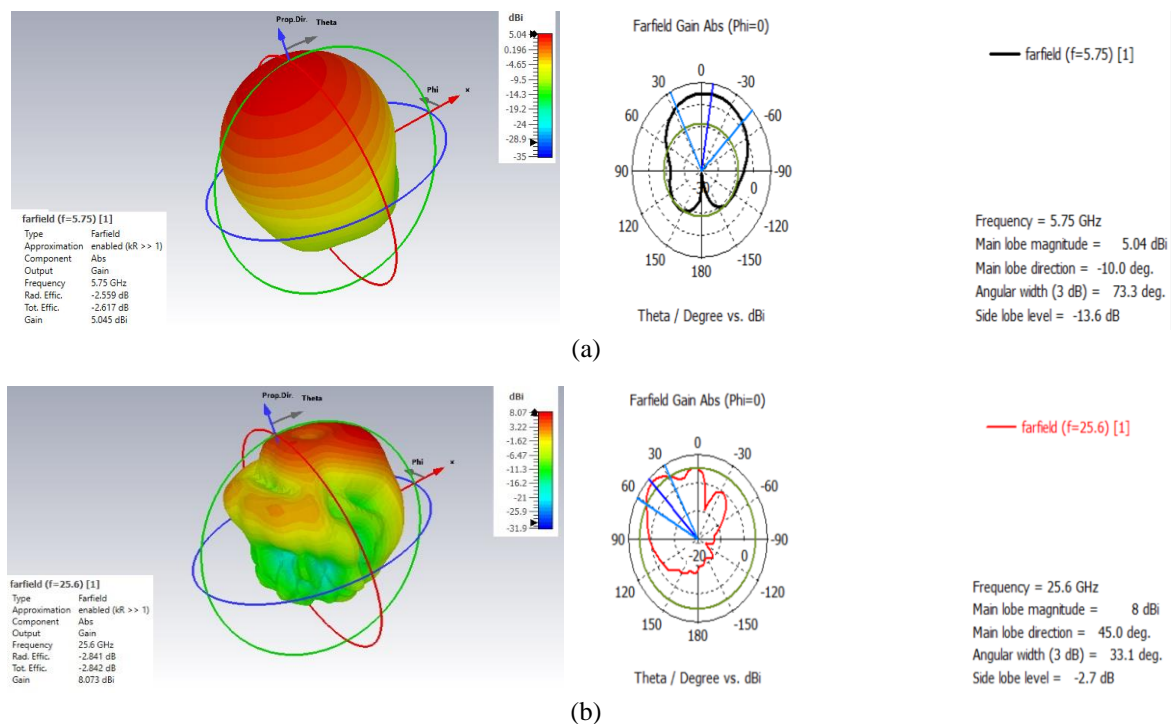 dBi
5.04
0.196
-4.65
-9.5
-14.3
-19.2
-24
-28.9
-35
Prop.Dir.
Theta
Phi
x
farfield (f=5.75) [1]
Type Farfield
Approximation enabled (kR >> 1)
Component Abs
Output Gain
Frequency 5.75 GHz
Rad. Effic. -2.559 dB
Tot. Effic. -2.617 dB
Gain 5.045 dBi
Farfield Gain Abs (Phi=0)
0
30 -30
60 -60
90 0 -90
120 -120
150 -150
180
Theta / Degree vs. dBi
farfield (f=5.75) [1]
Frequency = 5.75 GHz
Main lobe magnitude = 5.04 dBi
Main lobe direction = -10.0 deg.
Angular width (3 dB) = 73.3 deg.
Side lobe level = -13.6 dB
(a)
dBi
8.07
3.22
-1.62
-6.47
-11.3
-16.2
-21
-25.9
-31.9
Prop.Dir.
Theta
Phi
x
farfield (f=25.6) [1]
Type Farfield
Approximation enabled (kR >> 1)
Component Abs
Output Gain
Frequency 25.6 GHz
Rad. Effic. -2.841 dB
Tot. Effic. -2.842 dB
Gain 8.073 dBi
Farfield Gain Abs (Phi=0)
0
30 -30
60 -60
90 -20 0 -90
120 -120
150 -150
180
Theta / Degree vs. dBi
farfield (f=25.6) [1]
Frequency = 25.6 GHz
Main lobe magnitude = 8 dBi
Main lobe direction = 45.0 deg.
Angular width (3 dB) = 33.1 deg.
Side lobe level = -2.7 dB
(b)